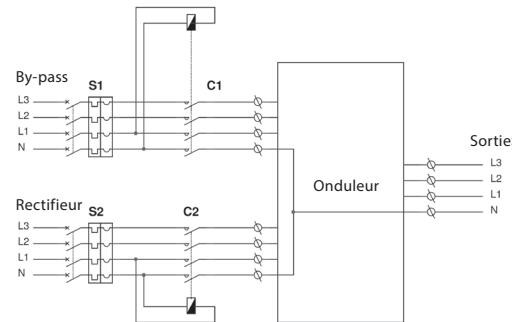 By-pass
S1
C1
L3
L2
L1
N
Rectifieur
S2
C2
L3
L2
L1
N
Onduleur
Sortie
L3
L2
L1
N